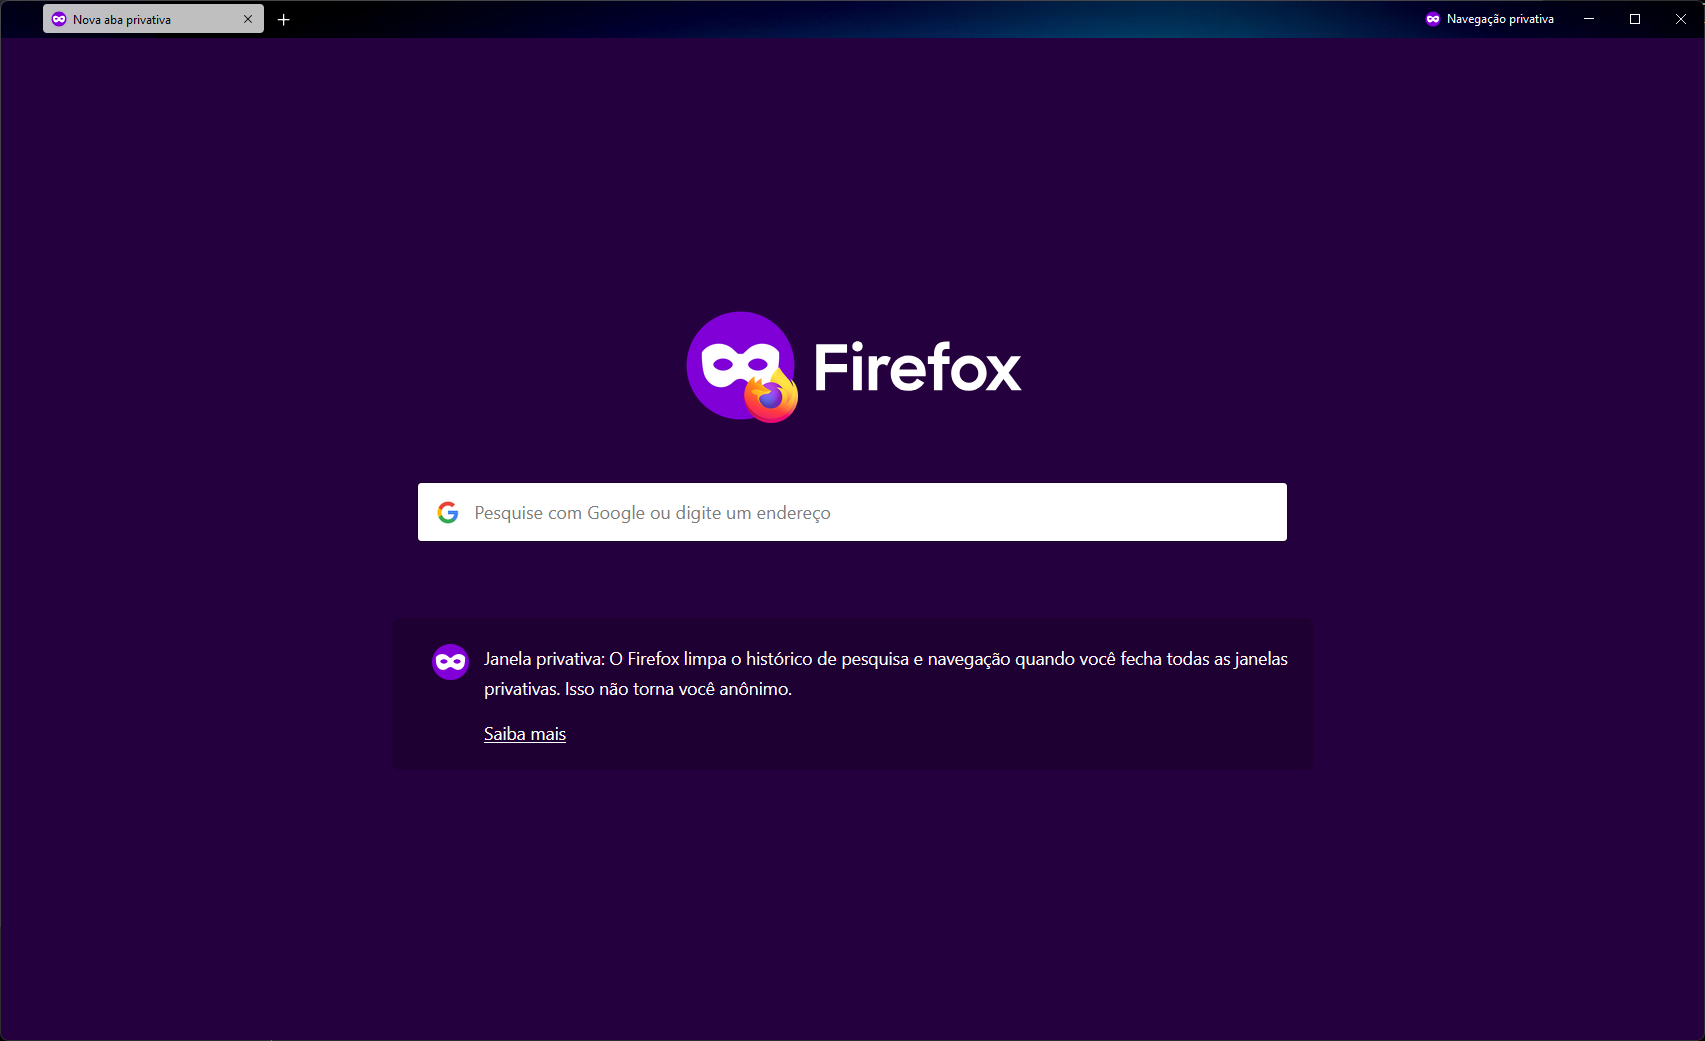 Nova aba privativa
Navegação privativa
Firefox
Pesquise com Google ou digite um endereço
Janela privativa: O Firefox limpa o histórico de pesquisa e navegação quando você fecha todas as janelas
privativas. Isso não torna você anônimo.
Saiba mais